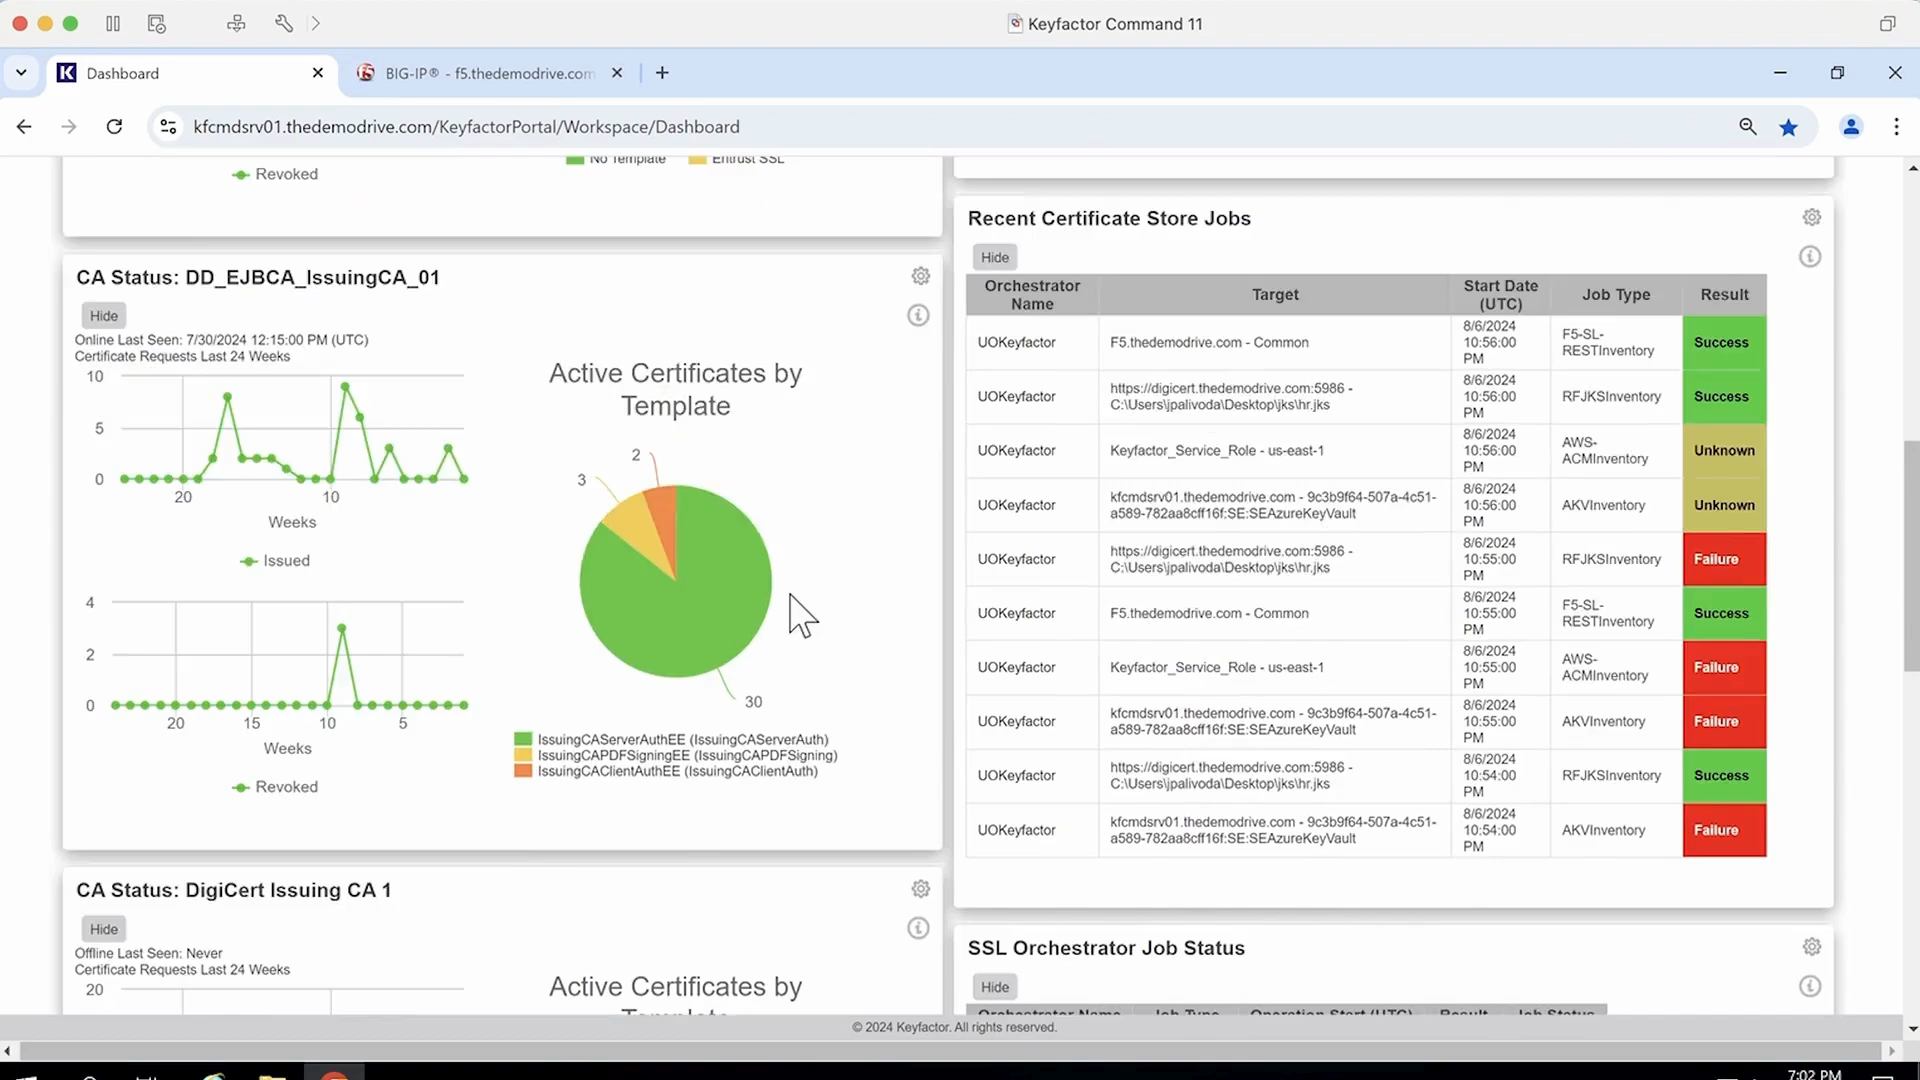 Keyfactor Command 11
Dashboard
BIG-IP® - f5.thedemodrive.com
kfcmdsrv01.thedemodrive.com/KeyfactorPortal/Workspace/Dashboard
Revoked
No Template
Entrust SSL
CA Status: DD_EJBCA_IssuingCA_01
Hide
Online Last Seen: 7/30/2024 12:15:00 PM (UTC)
Certificate Requests Last 24 Weeks
10
5
0
20
10
Weeks
Issued
4
2
0
20
15
10
5
Weeks
Revoked
Active Certificates by
Template
2
3
30
IssuingCAServerAuthEE (IssuingCAServerAuth)
IssuingCAPDFSigningEE (IssuingCAPDFSigning)
IssuingCAClientAuthEE (IssuingCAClientAuth)
CA Status: DigiCert Issuing CA 1
Hide
Offline Last Seen: Never
Certificate Requests Last 24 Weeks
20
Active Certificates by
Template
Recent Certificate Store Jobs
Hide
Orchestrator Name Target Start Date (UTC) Job Type Result
UOKeyfactor F5.thedemodrive.com - Common 8/6/2024 10:56:00 PM F5-SL-RESTInventory Success
UOKeyfactor https://digicert.thedemodrive.com:5986 - C:\Users\jpalivoda\Desktop\jks\hr.jks 8/6/2024 10:56:00 PM RFJKSInventory Success
UOKeyfactor Keyfactor_Service_Role - us-east-1 8/6/2024 10:56:00 PM AWS-ACMInventory Unknown
UOKeyfactor kfcmdsrv01.thedemodrive.com - 9c3b9f64-507a-4c51-a589-782aa8cff16f:SE:SEAzureKeyVault 8/6/2024 10:56:00 PM AKVInventory Unknown
UOKeyfactor https://digicert.thedemodrive.com:5986 - C:\Users\jpalivoda\Desktop\jks\hr.jks 8/6/2024 10:55:00 PM RFJKSInventory Failure
UOKeyfactor F5.thedemodrive.com - Common 8/6/2024 10:55:00 PM F5-SL-RESTInventory Success
UOKeyfactor Keyfactor_Service_Role - us-east-1 8/6/2024 10:55:00 PM AWS-ACMInventory Failure
UOKeyfactor kfcmdsrv01.thedemodrive.com - 9c3b9f64-507a-4c51-a589-782aa8cff16f:SE:SEAzureKeyVault 8/6/2024 10:55:00 PM AKVInventory Failure
UOKeyfactor https://digicert.thedemodrive.com:5986 - C:\Users\jpalivoda\Desktop\jks\hr.jks 8/6/2024 10:54:00 PM RFJKSInventory Success
UOKeyfactor kfcmdsrv01.thedemodrive.com - 9c3b9f64-507a-4c51-a589-782aa8cff16f:SE:SEAzureKeyVault 8/6/2024 10:54:00 PM AKVInventory Failure
SSL Orchestrator Job Status
Hide
Orchestrator Name Job Type Operation Start (UTC) Result Job Status
© 2024 Keyfactor. All rights reserved.
7:02 PM